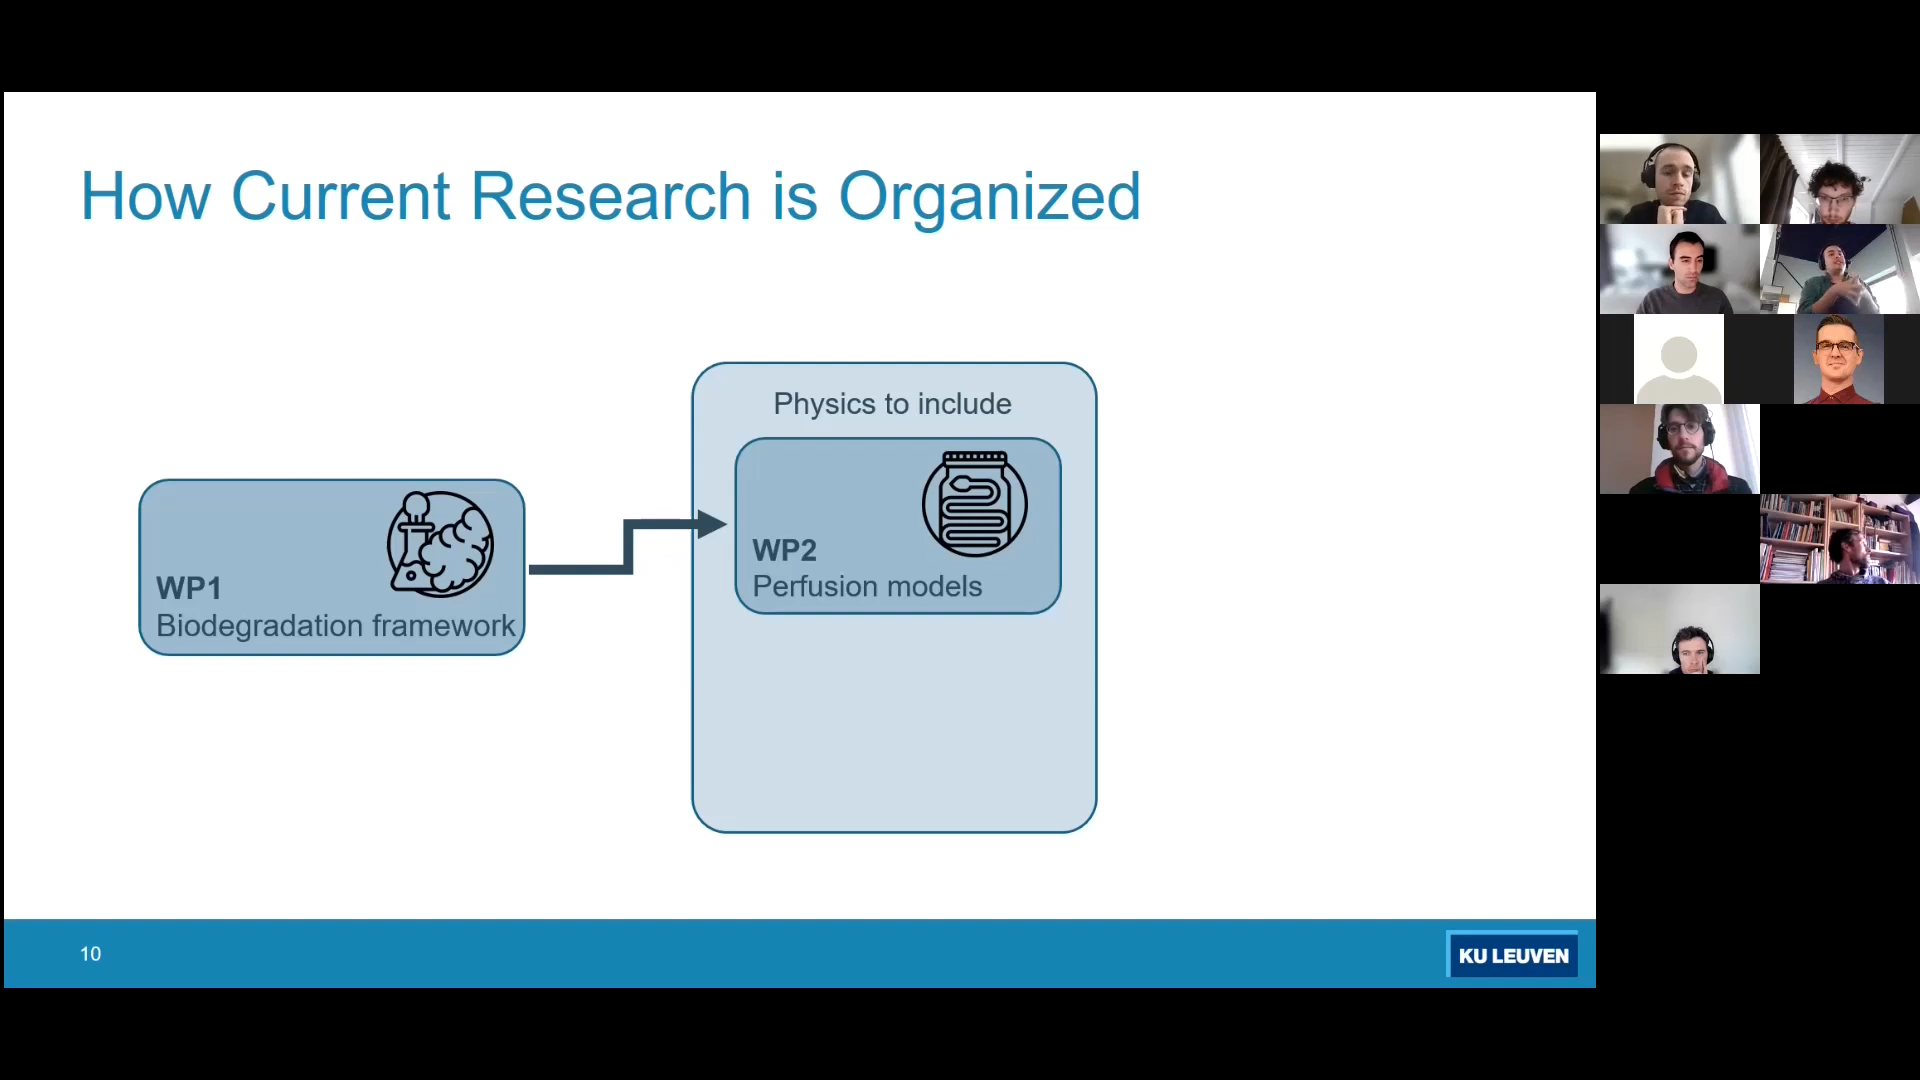 How Current Research is Organized
Physics to include
WP1
Biodegradation framework
WP2
Perfusion models
10
KU LEUVEN